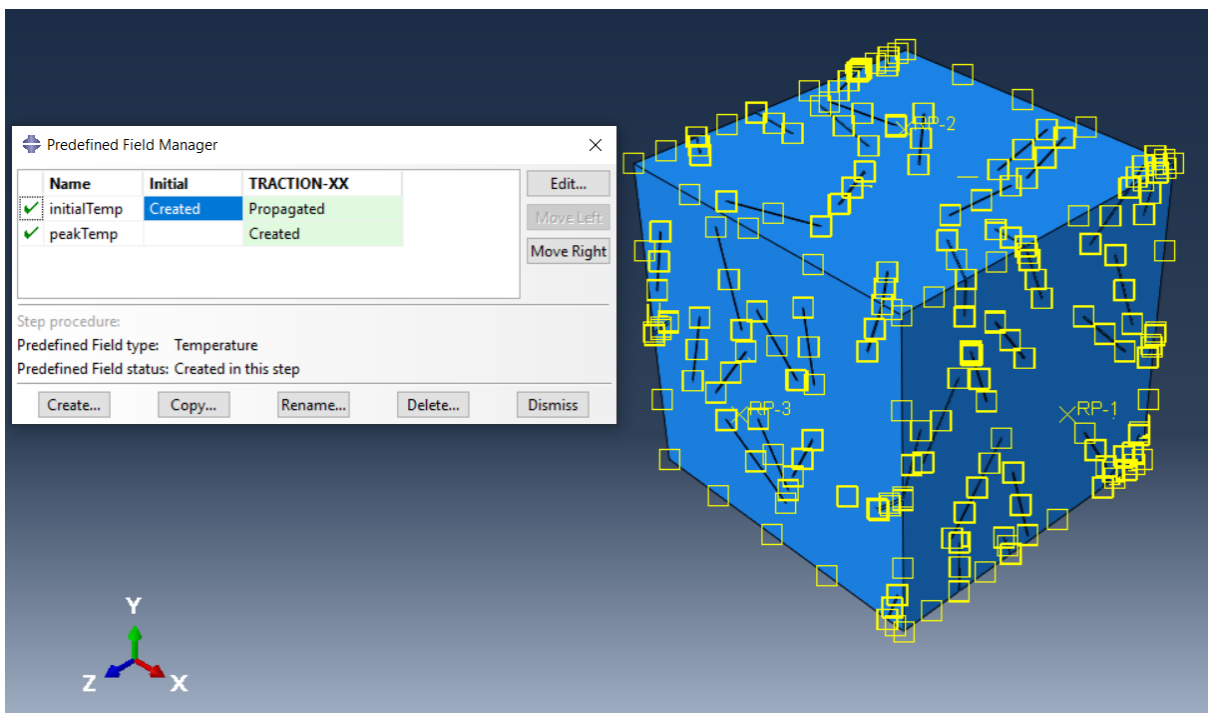 Predefined Field Manager
Name Initial TRACTION-XX
initialTemp Created Propagated
peakTemp Created
Edit...
Move Left
Move Right
Step procedure:
Predefined Field type: Temperature
Predefined Field status: Created in this step
Create... Copy... Rename... Delete... Dismiss
RP-2
RP-3
RP-1
Y
Z
X